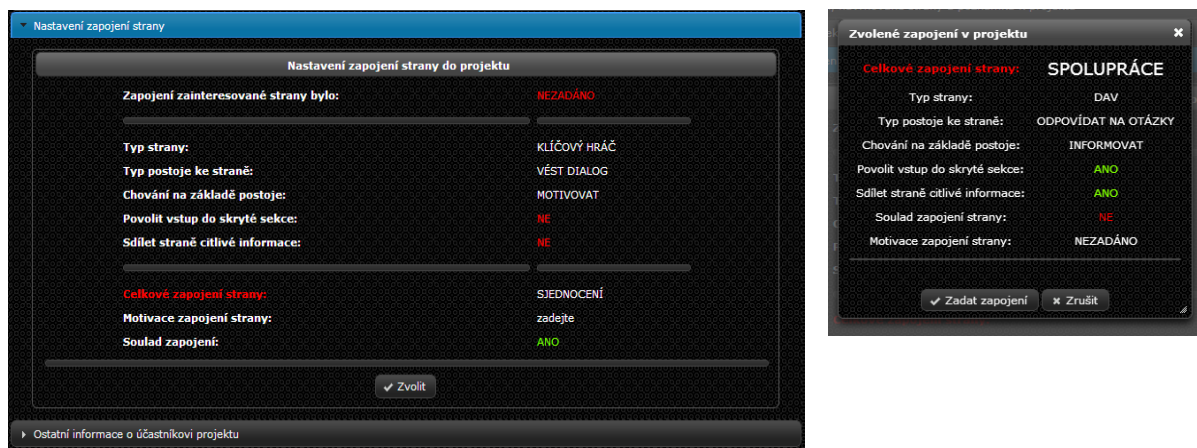 Nastavení zapojení strany
Nastavení zapojení strany do projektu
Zapojení zainteresované strany bylo: NEZADÁNO
Typ strany: KLÍČOVÝ HRÁČ
Typ postoje ke straně: VÉST DIALOG
Chování na základě postoje: MOTIVOVAT
Povolit vstup do skryté sekce: NE
Sdílet straně citlivé informace: NE
Celkové zapojení strany: SJEDNOCENÍ
Motivace zapojení strany: zadejte
Soulad zapojení: ANO
Zvolit
Ostatní informace o účastníkovi projektu
Zvolené zapojení v projektu
Celkové zapojení strany: SPOLUPRÁCE
Typ strany: DAV
Typ postoje ke straně: ODPOVÍDAT NA OTÁZKY
Chování na základě postoje: INFORMOVAT
Povolit vstup do skryté sekce: ANO
Sdílet straně citlivé informace: ANO
Soulad zapojení strany: NE
Motivace zapojení strany: NEZADÁNO
Zadat zapojení
Zrušit